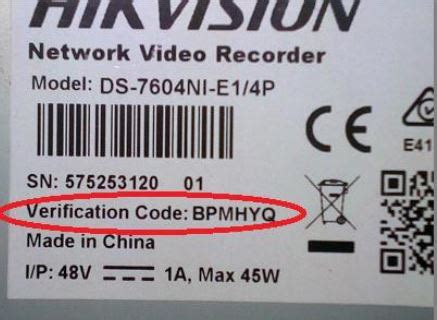 HIKVISION
Network Video Recorder
Model: DS-7604NI-E1/4P
CE
E41
SN: 575253120 01
Verification Code: BPMHYQ
Made in China
I/P: 48V 1A, Max 45W